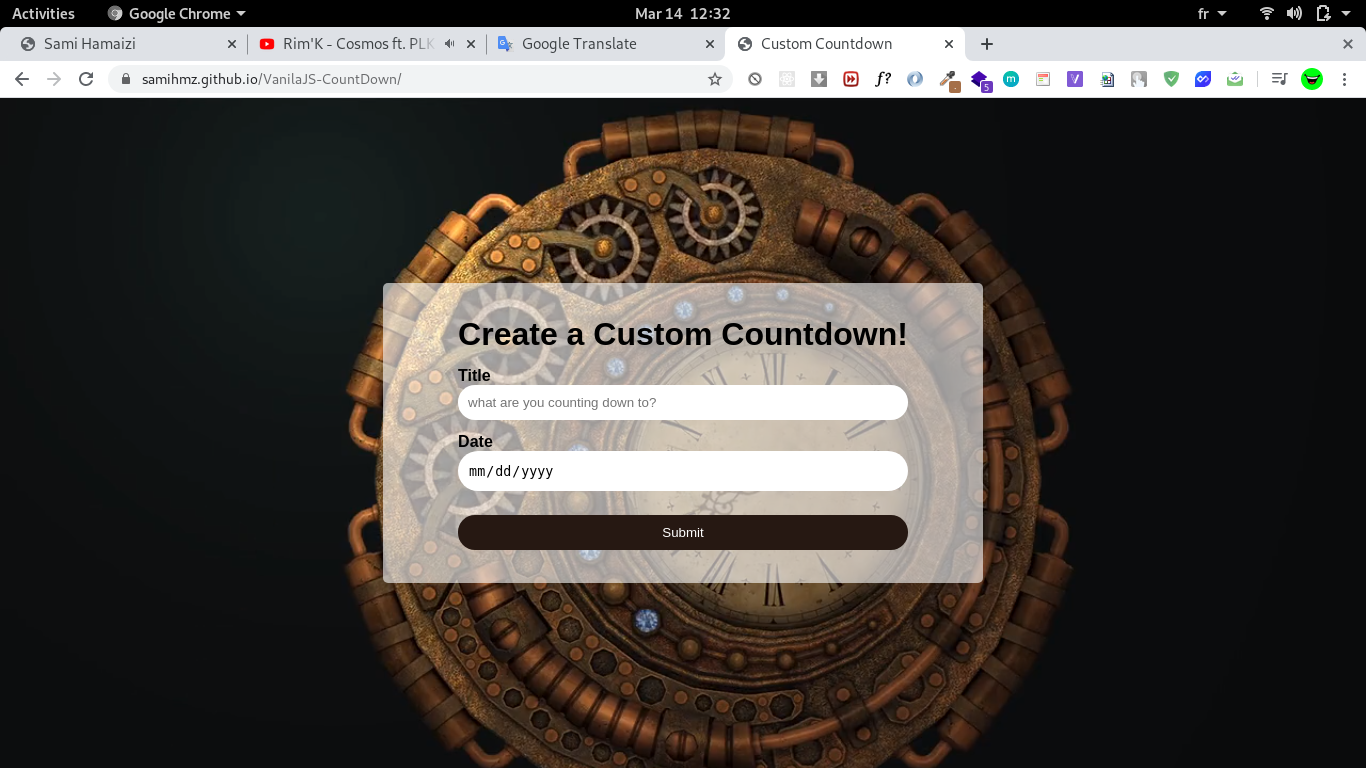 Activities Google Chrome Mar 14 12:32 fr
Sami Hamaizi Rim'K - Cosmos ft. PLK Google Translate Custom Countdown
samihmz.github.io/VanilaJS-CountDown/ f? m 5 V
Create a Custom Countdown!
Title
what are you counting down to?
Date
mm/dd/yyyy
Submit